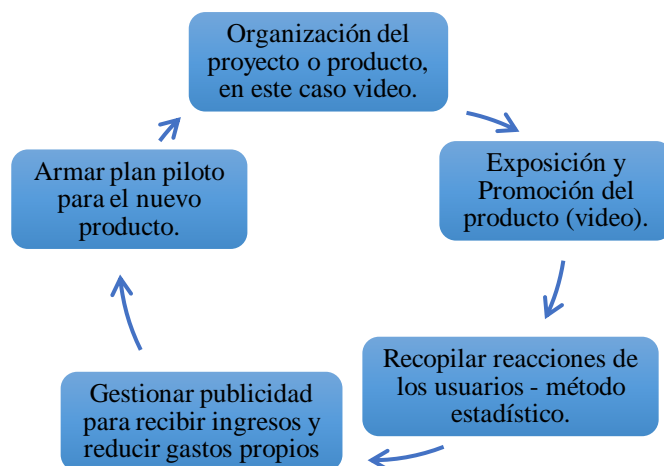 Organización del
proyecto o producto,
en este caso video.
Exposición y
Promoción del
producto (video).
Recopilar reacciones de
los usuarios - método
estadístico.
Gestionar publicidad
para recibir ingresos y
reducir gastos propios
Armar plan piloto
para el nuevo
producto.